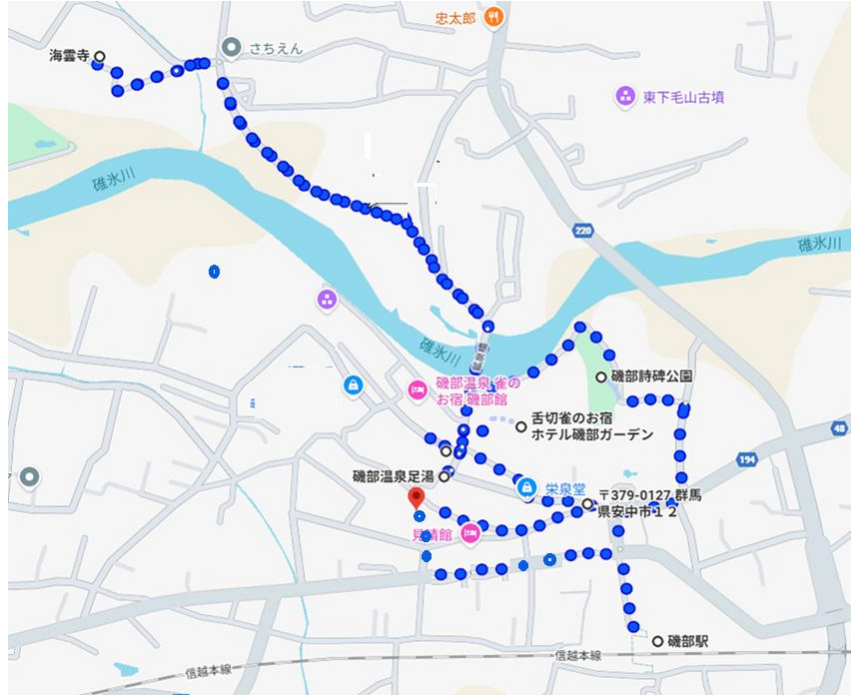 忠太郎
海雲寺
さちえん
東下毛山古墳
碓氷川
220
碓氷川
碓氷川
磯部詩碑公園
磯部温泉 雀の
お宿 磯部館
舌切雀のお宿
ホテル磯部ガーデン
48
194
磯部温泉足湯
栄泉堂
〒379-0127 群馬
県安中市１２
見晴館
磯部駅
信越本線
信越本線